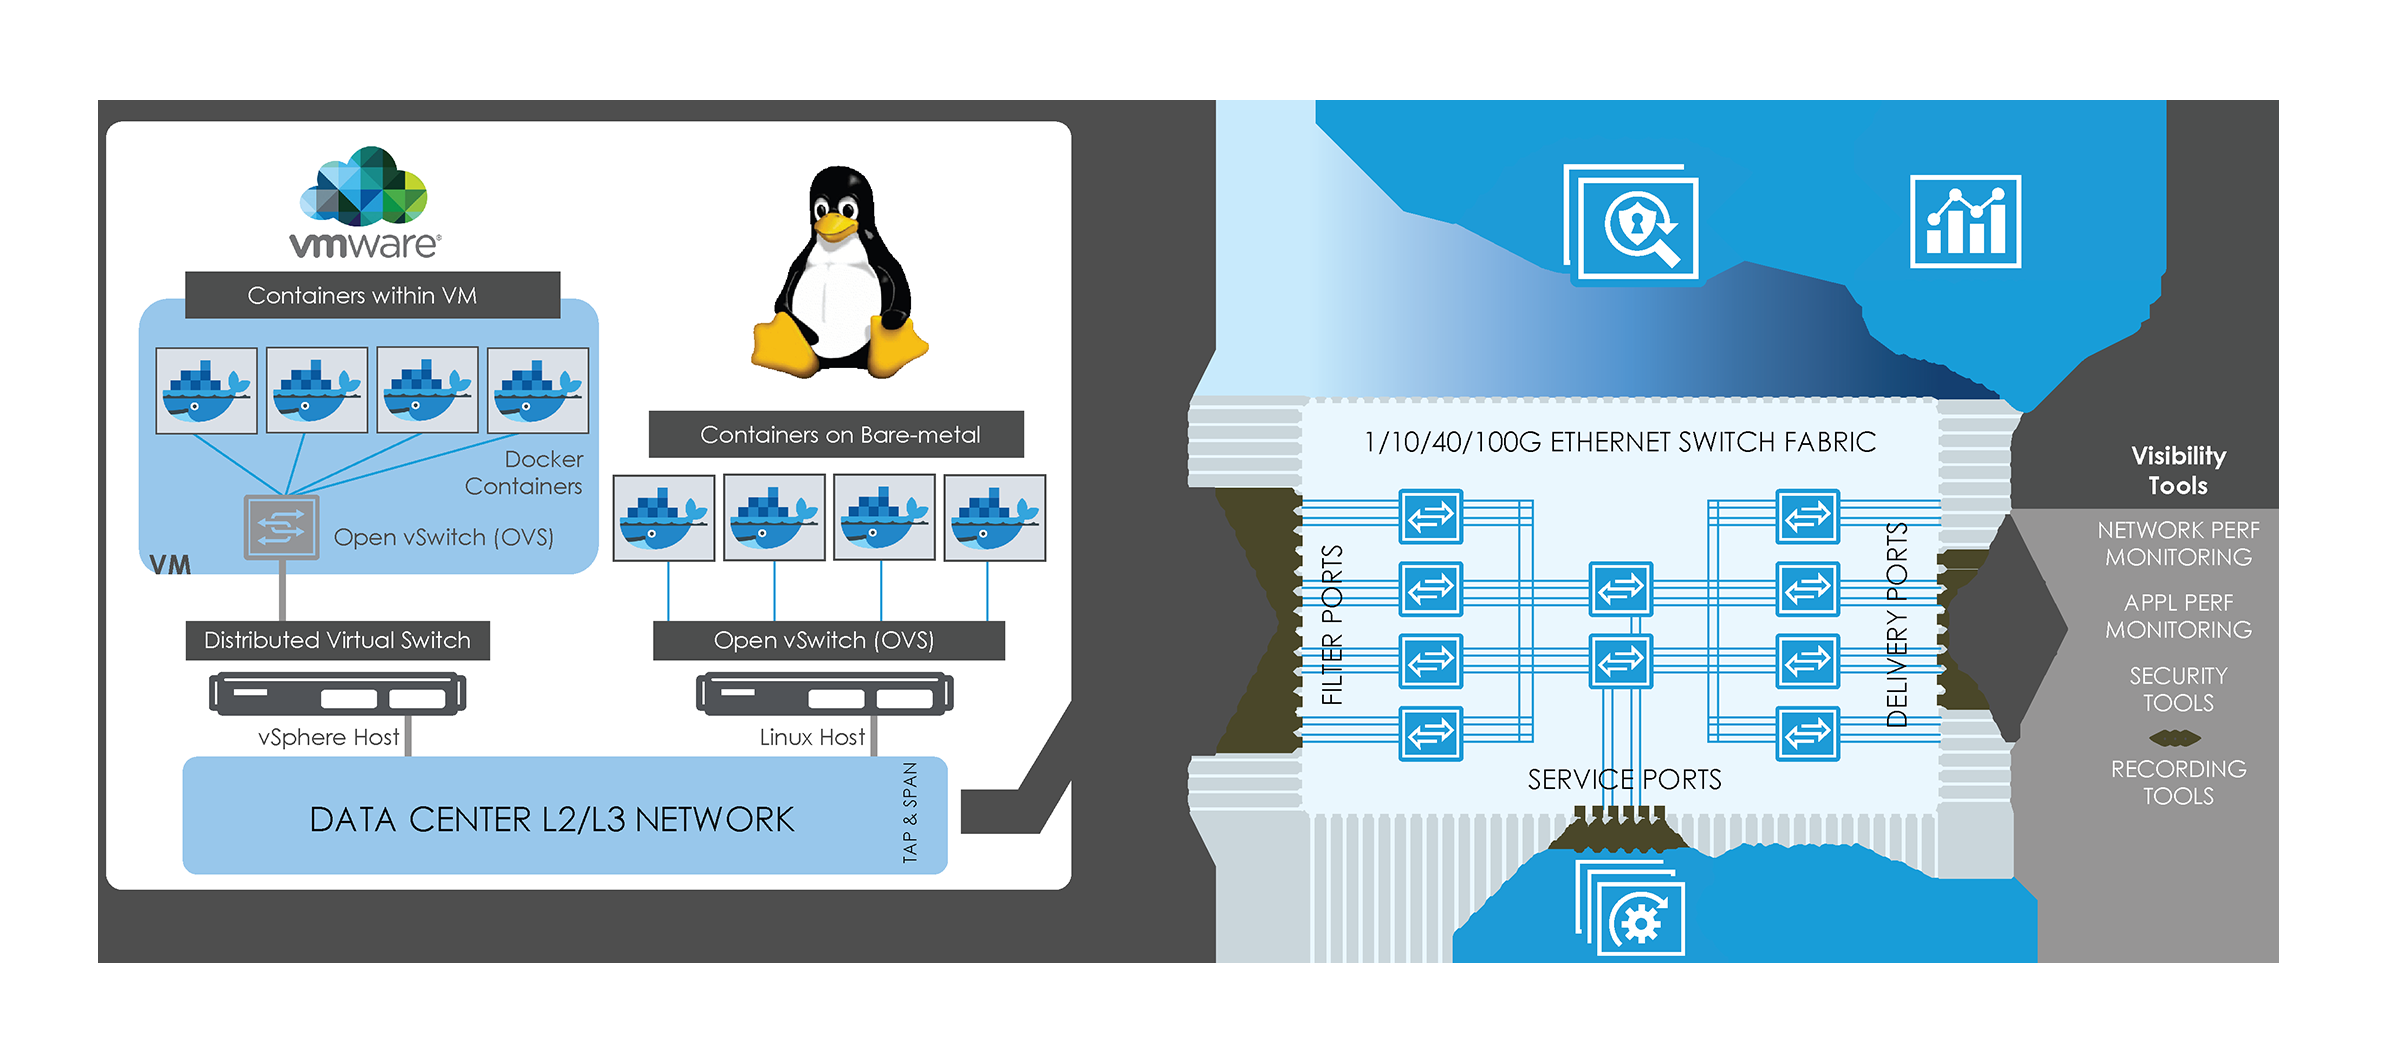 vmware®
Containers within VM
Docker
Containers
Open vSwitch (OVS)
VM
Distributed Virtual Switch
vSphere Host
Containers on Bare-metal
Open vSwitch (OVS)
Linux Host
DATA CENTER L2/L3 NETWORK
TAP & SPAN
1/10/40/100G ETHERNET SWITCH FABRIC
FILTER PORTS
DELIVERY PORTS
SERVICE PORTS
Visibility
Tools
NETWORK PERF
MONITORING
APPL PERF
MONITORING
SECURITY
TOOLS
RECORDING
TOOLS